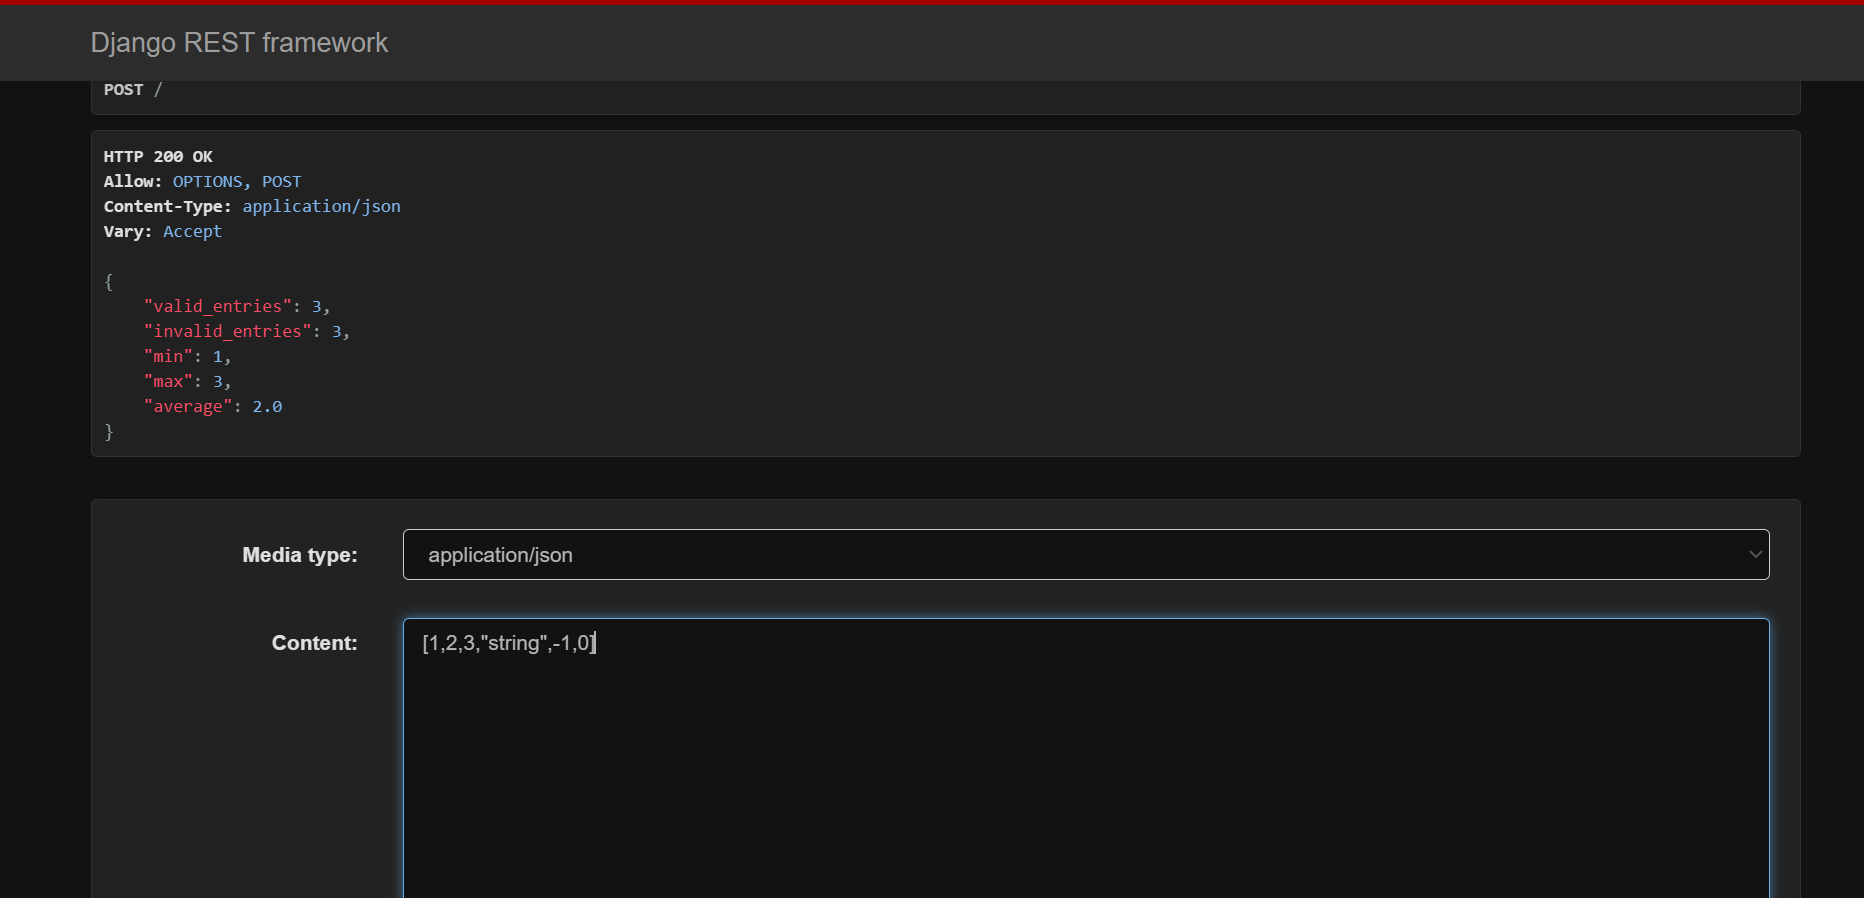 Django REST framework
POST /
HTTP 200 OK
Allow: OPTIONS, POST
Content-Type: application/json
Vary: Accept
{
    "valid_entries": 3,
    "invalid_entries": 3,
    "min": 1,
    "max": 3,
    "average": 2.0
}
Media type: application/json
Content: [1,2,3,"string",-1,0]